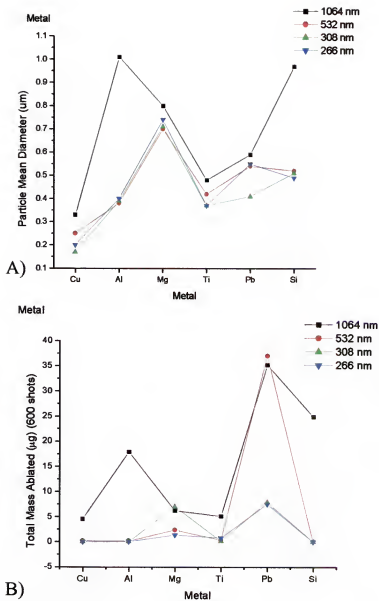 Metal
1064 nm
532 nm
308 nm
266 nm
1.1
1.0
0.9
0.8
0.7
0.6
0.5
0.4
0.3
0.2
0.1
Particle Mean Diameter (um)
Cu Al Mg Ti Pb Si
Metal
A)
Metal
1064 nm
532 nm
308 nm
266 nm
40
35
30
25
20
15
10
5
0
-5
Total Mass Ablated (µg) (600 shots)
Cu Al Mg Ti Pb Si
Metal
B)